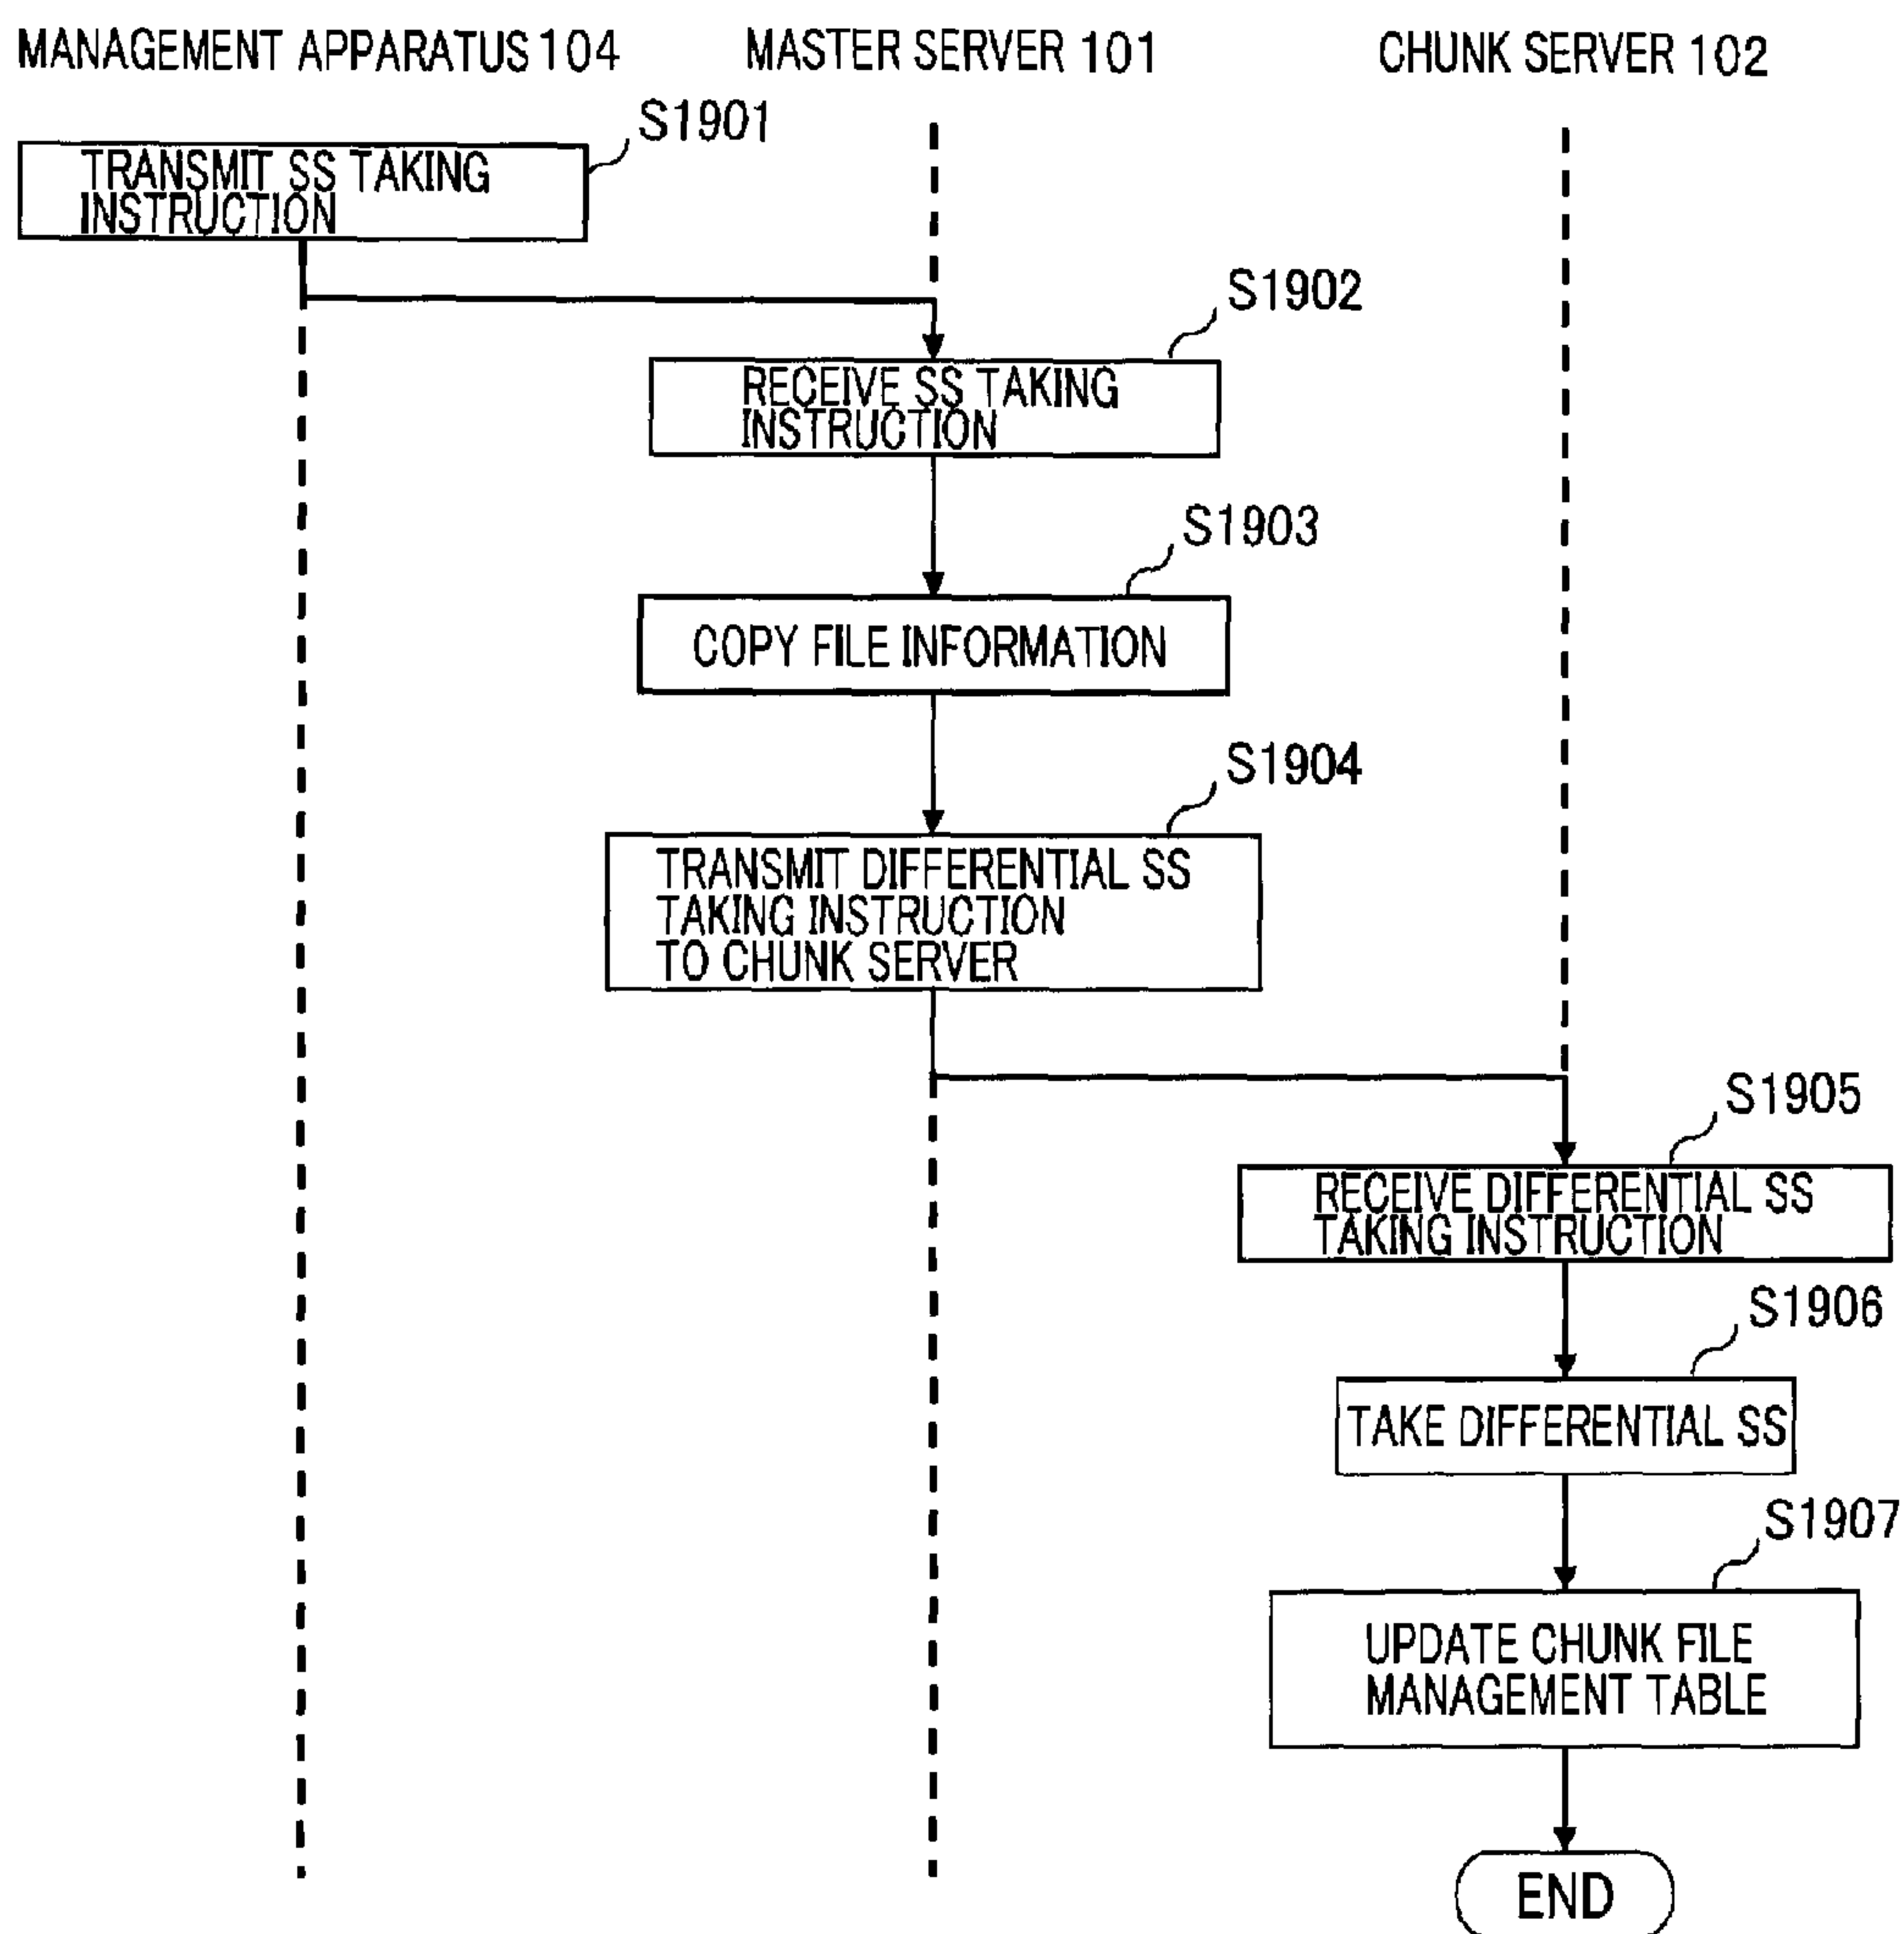 MANAGEMENT APPARATUS 104
MASTER SERVER 101
CHUNK SERVER 102
S1901
TRANSMIT SS TAKING
INSTRUCTION
S1902
RECEIVE SS TAKING
INSTRUCTION
S1903
COPY FILE INFORMATION
S1904
TRANSMIT DIFFERENTIAL SS
TAKING INSTRUCTION
TO CHUNK SERVER
S1905
RECEIVE DIFFERENTIAL SS
TAKING INSTRUCTION
S1906
TAKE DIFFERENTIAL SS
S1907
UPDATE CHUNK FILE
MANAGEMENT TABLE
END